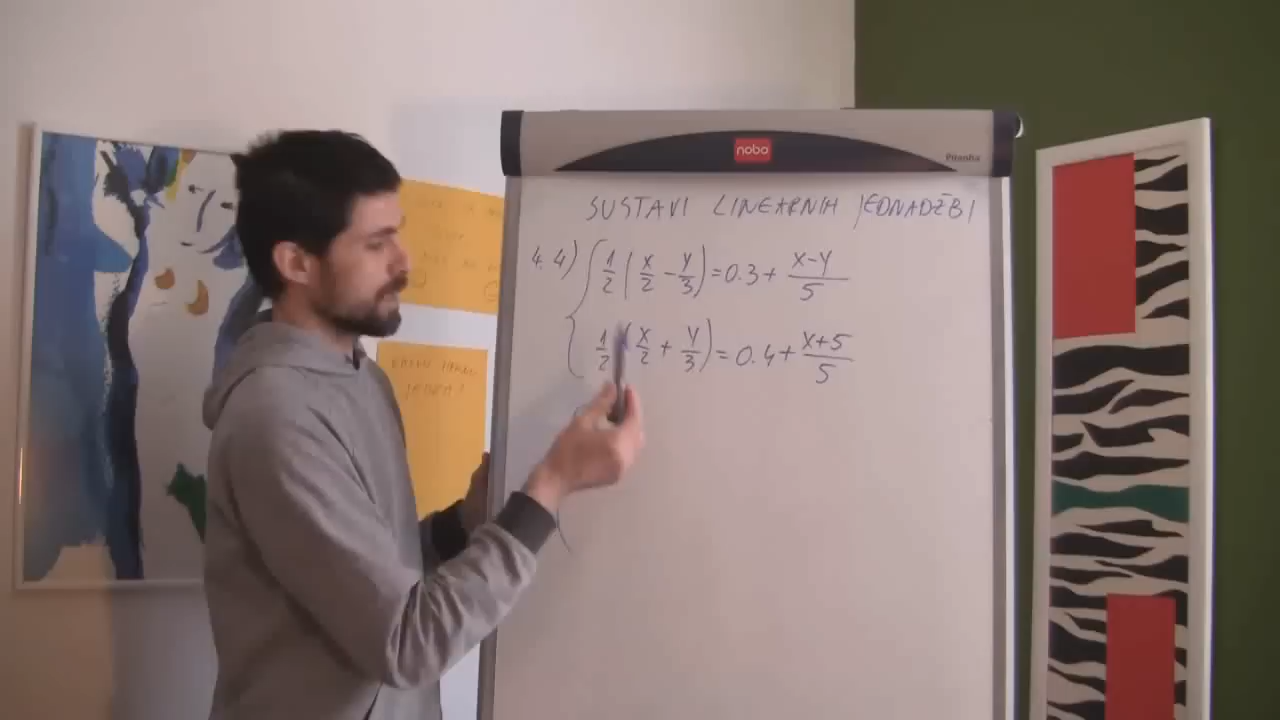 nobo
Piranha
SUSTAVI LINEARNIH JEDNADŽBI
4.4) { 1/2 (x/2 - y/3) = 0.3 + (x-y)/5
1/2 (x/2 + y/3) = 0.4 + (x+5)/5